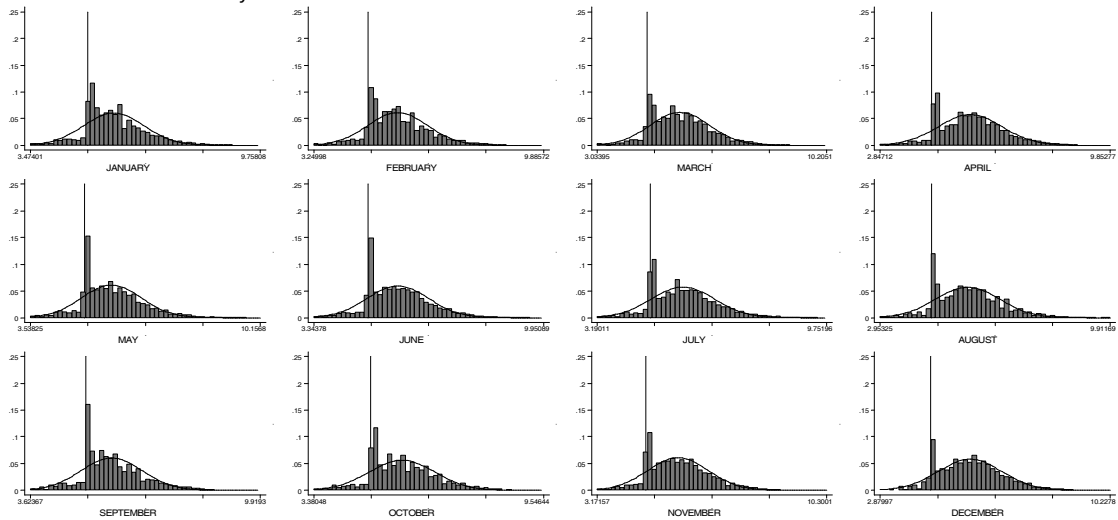 .25 .25 .25 .25
.2 .2 .2 .2
.15 .15 .15 .15
.1 .1 .1 .1
.05 .05 .05 .05
0 0 0 0
3.47401 9.75808 3.24998 9.88572 3.03395 10.2051 2.84712 9.85277
JANUARY FEBRUARY MARCH APRIL
.25 .25 .25 .25
.2 .2 .2 .2
.15 .15 .15 .15
.1 .1 .1 .1
.05 .05 .05 .05
0 0 0 0
3.53825 10.1568 3.34378 9.95089 3.19011 9.75196 2.95325 9.91169
MAY JUNE JULY AUGUST
.25 .25 .25 .25
.2 .2 .2 .2
.15 .15 .15 .15
.1 .1 .1 .1
.05 .05 .05 .05
0 0 0 0
3.62367 9.9193 3.38048 9.54644 3.17157 10.3001 2.87997 10.2278
SEPTEMBER OCTOBER NOVEMBER DECEMBER